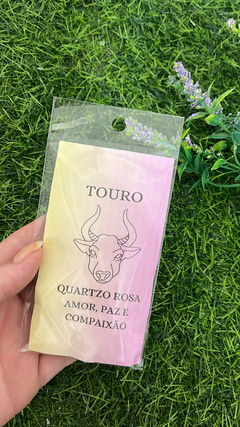 TOURO
QUARTZO ROSA
AMOR, PAZ E
COMPAIXÃO